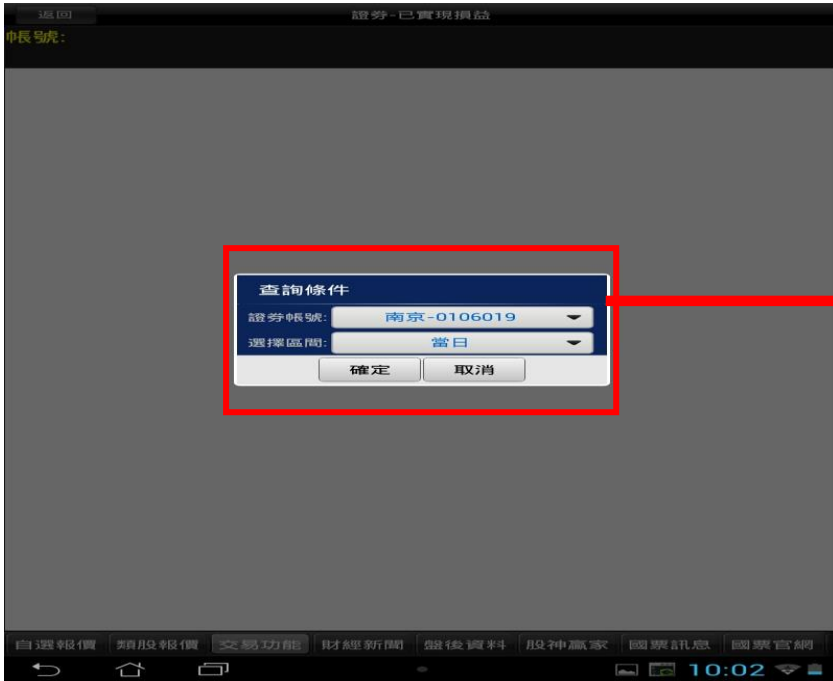 返回 證券-已實現損益
帳號:
查詢條件
證券帳號: 南京-0106019
選擇區間: 當日
確定 取消
自選報價 類股報價 交易功能 財經新聞 盤後資料 股神贏家 國票訊息 國票官網
10:02